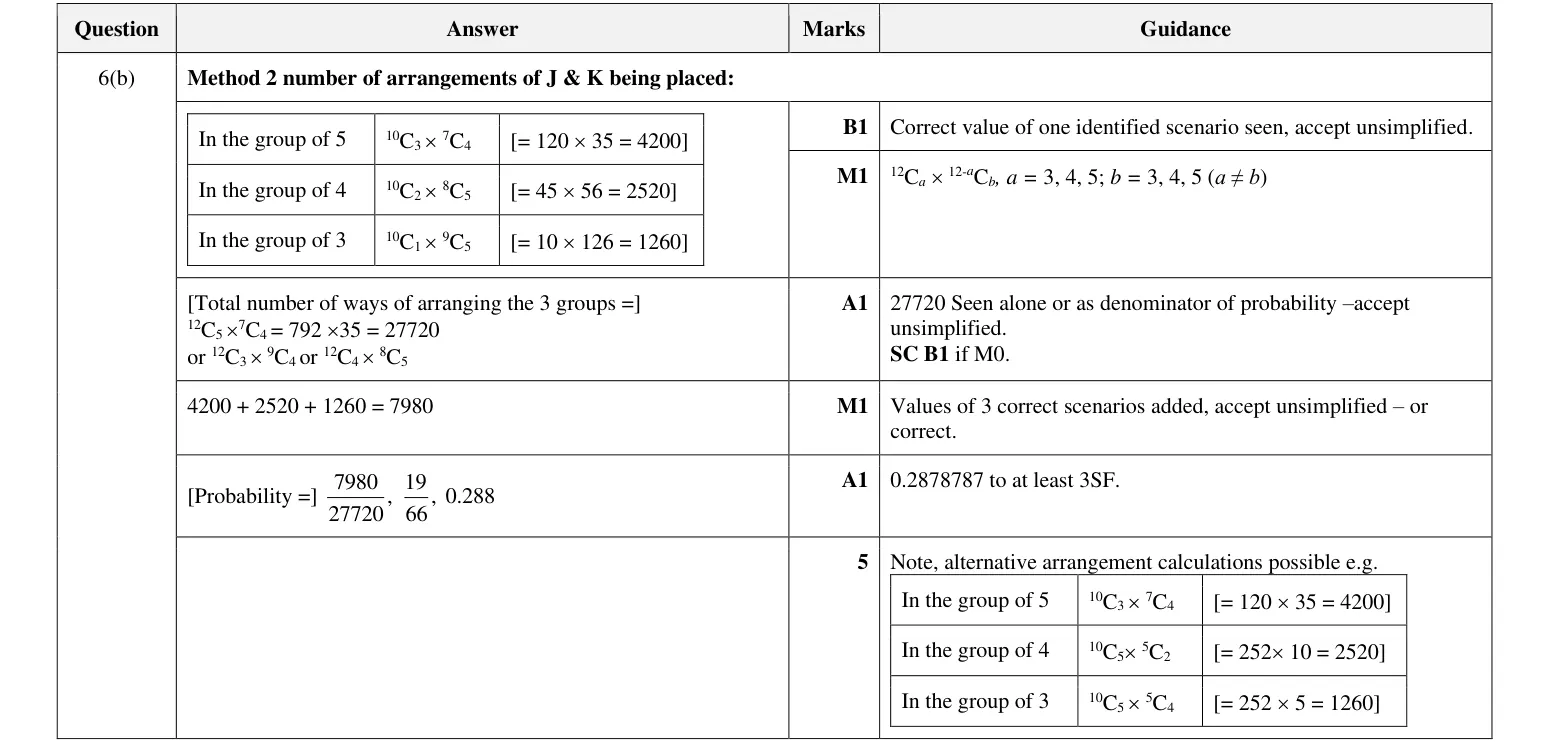 Question Answer Marks Guidance
6(b) Method 2 number of arrangements of J & K being placed:
In the group of 5 ¹⁰C₃ × ⁷C₄ [= 120 × 35 = 4200]
In the group of 4 ¹⁰C₂ × ⁸C₅ [= 45 × 56 = 2520]
In the group of 3 ¹⁰C₁ × ⁹C₅ [= 10 × 126 = 1260]
B1 Correct value of one identified scenario seen, accept unsimplified.
M1 ¹²Cₐ × ¹²⁻ᵃC_b, a = 3, 4, 5; b = 3, 4, 5 (a ≠ b)
[Total number of ways of arranging the 3 groups =]
¹²C₅ ×⁷C₄ = 792 ×35 = 27720
or ¹²C₃ × ⁹C₄ or ¹²C₄ × ⁸C₅
A1 27720 Seen alone or as denominator of probability –accept
unsimplified.
SC B1 if M0.
4200 + 2520 + 1260 = 7980
M1 Values of 3 correct scenarios added, accept unsimplified – or
correct.
[Probability =] 7980/27720, 19/66, 0.288
A1 0.2878787 to at least 3SF.
5 Note, alternative arrangement calculations possible e.g.
In the group of 5 ¹⁰C₃ × ⁷C₄ [= 120 × 35 = 4200]
In the group of 4 ¹⁰C₅× ⁵C₂ [= 252× 10 = 2520]
In the group of 3 ¹⁰C₅ × ⁵C₄ [= 252 × 5 = 1260]